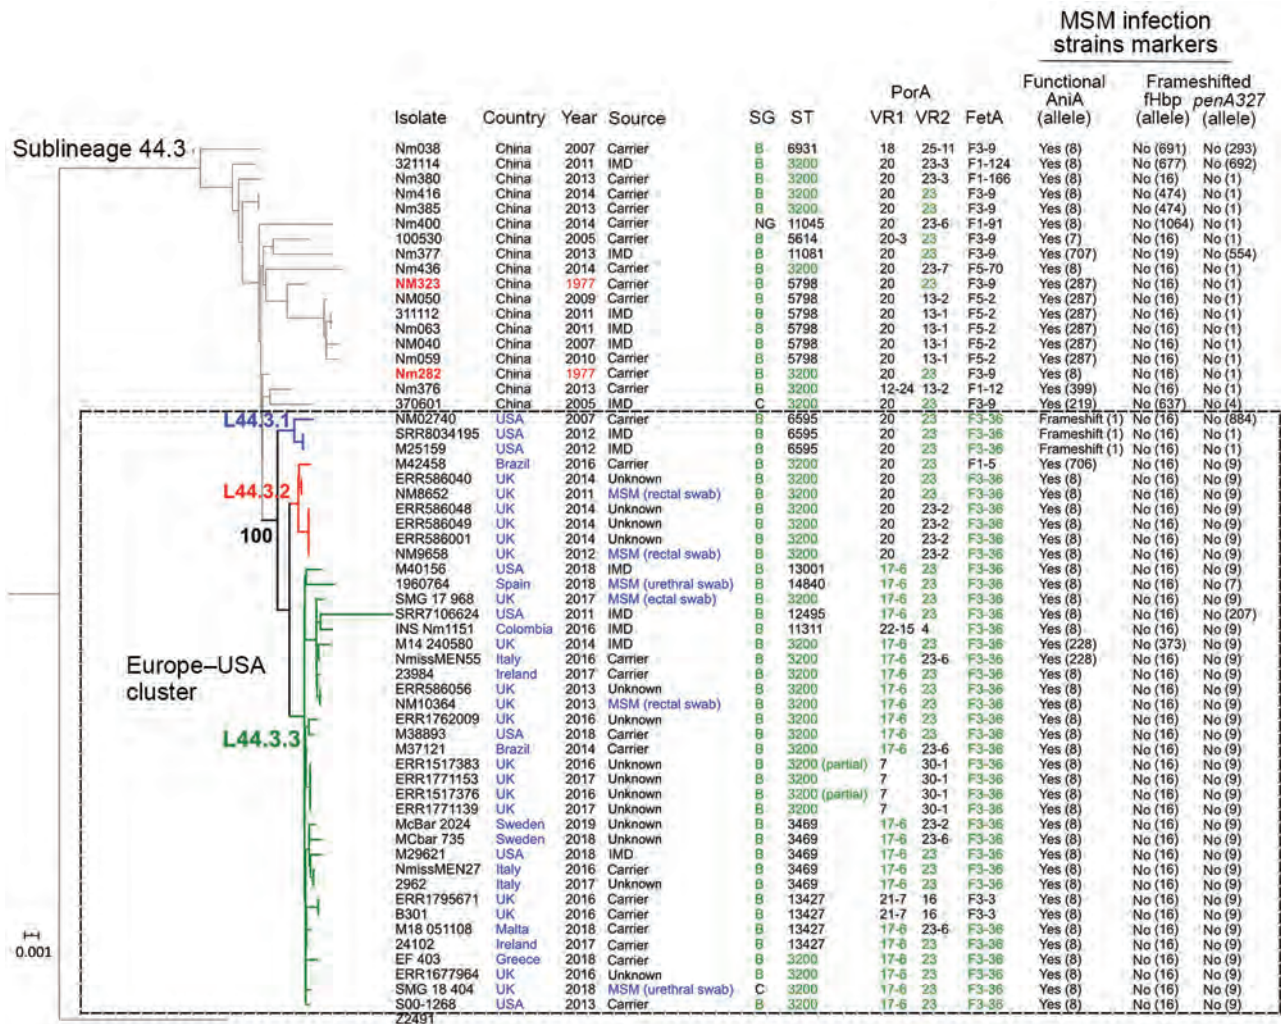 MSM infection
strains markers
Functional Frameshifted
PorA AniA fHbp penA327
Isolate Country Year Source SG ST VR1 VR2 FetA (allele) (allele) (allele)
Sublineage 44.3
Nm038 China 2007 Carrier B 6931 18 25-11 F3-9 Yes (8) No (691) No (293)
321114 China 2011 IMD B 3200 20 23-3 F1-124 Yes (8) No (677) No (692)
Nm380 China 2013 Carrier B 3200 20 23-3 F1-166 Yes (8) No (16) No (1)
Nm416 China 2014 Carrier B 3200 20 23 F3-9 Yes (8) No (474) No (1)
Nm385 China 2013 Carrier B 3200 20 23 F3-9 Yes (8) No (474) No (1)
Nm400 China 2014 Carrier NG 11045 20 23-6 F1-91 Yes (8) No (1064) No (1)
100530 China 2005 Carrier B 5614 20-3 23 F3-9 Yes (7) No (16) No (1)
Nm377 China 2013 IMD B 11081 20 23 F3-9 Yes (707) No (19) No (554)
Nm436 China 2014 Carrier B 3200 20 23-7 F5-70 Yes (8) No (16) No (1)
NM323 China 1977 Carrier B 5798 20 23 F3-9 Yes (287) No (16) No (1)
NM050 China 2009 Carrier B 5798 20 13-2 F5-2 Yes (287) No (16) No (1)
311112 China 2011 IMD B 5798 20 13-1 F5-2 Yes (287) No (16) No (1)
Nm063 China 2011 IMD B 5798 20 13-1 F5-2 Yes (287) No (16) No (1)
NM040 China 2007 IMD B 5798 20 13-1 F5-2 Yes (287) No (16) No (1)
Nm059 China 2010 Carrier B 5798 20 13-1 F5-2 Yes (287) No (16) No (1)
Nm282 China 1977 Carrier B 3200 20 23 F3-9 Yes (8) No (16) No (1)
Nm376 China 2013 Carrier B 3200 12-24 13-2 F1-12 Yes (399) No (16) No (1)
370601 China 2005 IMD C 3200 20 23 F3-9 Yes (219) No (637) No (4)
L44.3.1 NM02740 USA 2007 Carrier B 6595 20 23 F3-36 Frameshift (1) No (16) No (884)
SRR8034195 USA 2012 IMD B 6595 20 23 F3-36 Frameshift (1) No (16) No (1)
M25159 USA 2012 IMD B 6595 20 23 F3-36 Frameshift (1) No (16) No (1)
M42458 Brazil 2016 Carrier B 3200 20 23 F1-5 Yes (706) No (16) No (9)
ERR586040 UK 2014 Unknown B 3200 20 23 F3-36 Yes (8) No (16) No (9)
L44.3.2 NM8652 UK 2011 MSM (rectal swab) B 3200 20 23 F3-36 Yes (8) No (16) No (9)
ERR586048 UK 2014 Unknown B 3200 20 23-2 F3-36 Yes (8) No (16) No (9)
ERR586049 UK 2014 Unknown B 3200 20 23-2 F3-36 Yes (8) No (16) No (9)
100 ERR586001 UK 2014 Unknown B 3200 20 23-2 F3-36 Yes (8) No (16) No (9)
NM9658 UK 2012 MSM (rectal swab) B 3200 20 23-2 F3-36 Yes (8) No (16) No (9)
M40156 USA 2018 IMD B 13001 17-6 23 F3-36 Yes (8) No (16) No (9)
1960764 Spain 2018 MSM (urethral swab) B 14840 17-6 23 F3-36 Yes (8) No (16) No (7)
SMG 17 968 UK 2017 MSM (ectal swab) B 3200 17-6 23 F3-36 Yes (8) No (16) No (9)
SRR7106624 USA 2011 IMD B 12495 17-6 23 F3-36 Yes (8) No (16) No (207)
INS Nm1151 Colombia 2016 IMD B 11311 22-15 4 F3-36 Yes (8) No (16) No (9)
M14 240580 UK 2014 IMD B 3200 17-6 23 F3-36 Yes (228) No (373) No (9)
Europe–USA
cluster
NmissMEN55 Italy 2016 Carrier B 3200 17-6 23-6 F3-36 Yes (228) No (16) No (9)
23984 Ireland 2017 Carrier B 3200 17-6 23 F3-36 Yes (8) No (16) No (9)
ERR586056 UK 2013 Unknown B 3200 17-6 23 F3-36 Yes (8) No (16) No (9)
NM10364 UK 2013 MSM (rectal swab) B 3200 17-6 23 F3-36 Yes (8) No (16) No (9)
ERR1762009 UK 2016 Unknown B 3200 17-6 23 F3-36 Yes (8) No (16) No (9)
L44.3.3 M38893 USA 2018 Carrier B 3200 17-6 23 F3-36 Yes (8) No (16) No (9)
M37121 Brazil 2014 Carrier B 3200 17-6 23-6 F3-36 Yes (8) No (16) No (9)
ERR1517383 UK 2016 Unknown B 3200 (partial) 7 30-1 F3-36 Yes (8) No (16) No (9)
ERR1771153 UK 2017 Unknown B 3200 7 30-1 F3-36 Yes (8) No (16) No (9)
ERR1517376 UK 2016 Unknown B 3200 (partial) 7 30-1 F3-36 Yes (8) No (16) No (9)
ERR1771139 UK 2017 Unknown B 3200 7 30-1 F3-36 Yes (8) No (16) No (9)
McBar 2024 Sweden 2019 Unknown B 3469 17-6 23-2 F3-36 Yes (8) No (16) No (9)
MCbar 735 Sweden 2018 Unknown B 3469 17-6 23-6 F3-36 Yes (8) No (16) No (9)
M29621 USA 2018 IMD B 3469 17-6 23 F3-36 Yes (8) No (16) No (9)
NmissMEN27 Italy 2016 Carrier B 3469 17-6 23 F3-36 Yes (8) No (16) No (9)
2962 Italy 2017 Unknown B 3469 17-6 23 F3-36 Yes (8) No (16) No (9)
ERR1795671 UK 2016 Carrier B 13427 21-7 16 F3-3 Yes (8) No (16) No (9)
B301 UK 2016 Carrier B 13427 21-7 16 F3-3 Yes (8) No (16) No (9)
M18 051108 Malta 2018 Carrier B 13427 17-6 23-6 F3-36 Yes (8) No (16) No (9)
24102 Ireland 2017 Carrier B 13427 17-6 23 F3-36 Yes (8) No (16) No (9)
0.001
EF 403 Greece 2018 Carrier B 3200 17-6 23 F3-36 Yes (8) No (16) No (9)
ERR1677964 UK 2016 Unknown B 3200 17-6 23 F3-36 Yes (8) No (16) No (9)
SMG 18 404 UK 2018 MSM (urethral swab) C 3200 17-6 23 F3-36 Yes (8) No (16) No (9)
S00-1268 USA 2013 Carrier B 3200 17-6 23 F3-36 Yes (8) No (16) No (9)
Z2491